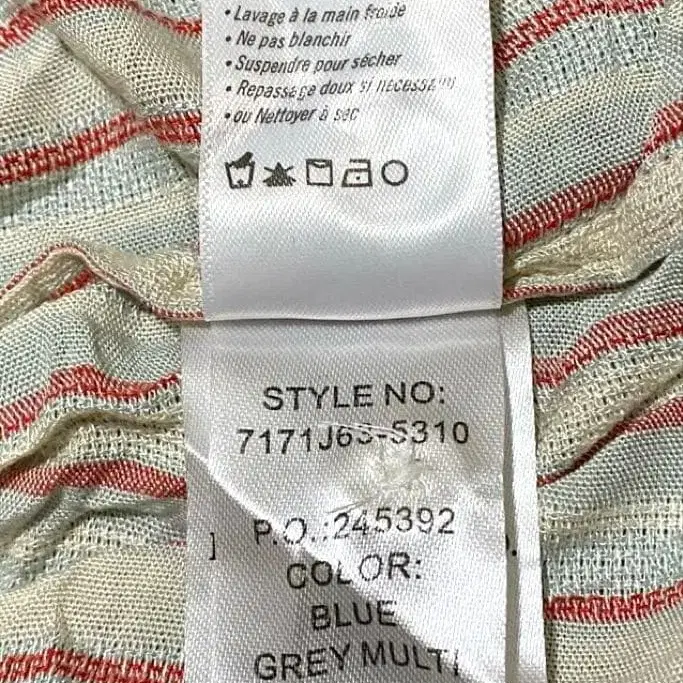 • Lavage à la main froide
• Ne pas blanchir
• Suspendre pour sécher
• Repassage doux si nécessaire
• ou Nettoyer à sec
STYLE NO:
7171J63-5310
P.O.:245392
COLOR:
BLUE
GREY MULTI